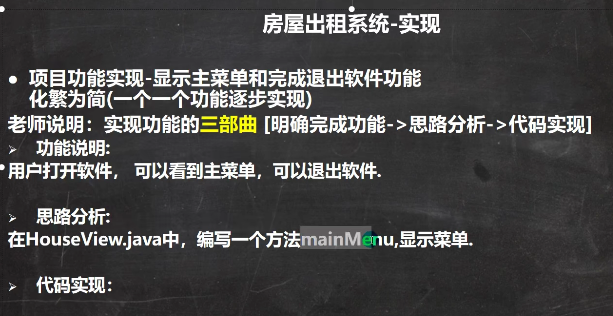 房屋出租系统-实现
● 项目功能实现-显示主菜单和完成退出软件功能
化繁为简(一个一个功能逐步实现)
老师说明：实现功能的三部曲 [明确完成功能->思路分析->代码实现]
➢ 功能说明:
用户打开软件， 可以看到主菜单，可以退出软件.
➢ 思路分析:
在HouseView.java中，编写一个方法mainMenu,显示菜单.
➢ 代码实现：